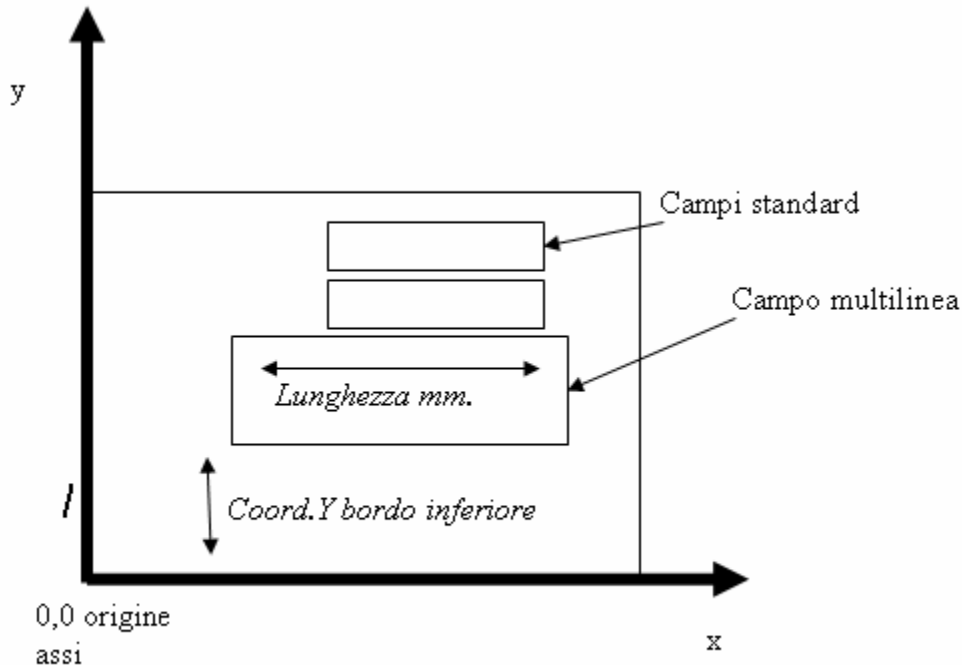 y
Campi standard
Campo multilinea
Lunghezza mm.
Coord.Y bordo inferiore
0,0 origine
assi
x